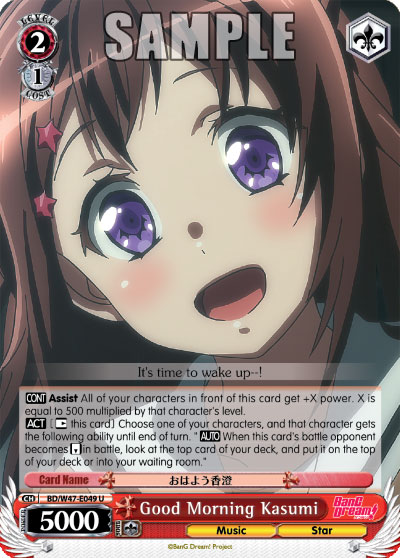 LEVEL
2
1
COST
SAMPLE
It's time to wake up--!
CONT Assist All of your characters in front of this card get +X power. X is
equal to 500 multiplied by that character's level.
ACT [ this card] Choose one of your characters, and that character gets
the following ability until end of turn. " AUTO When this card's battle opponent
becomes in battle, look at the top card of your deck, and put it on the top
of your deck or into your waiting room."
Card Name
おはよう香澄
CH BD/W47-E049 U
BanG Dream!
POWER
5000
Good Morning Kasumi
Music
Star
©BanG Dream! Project